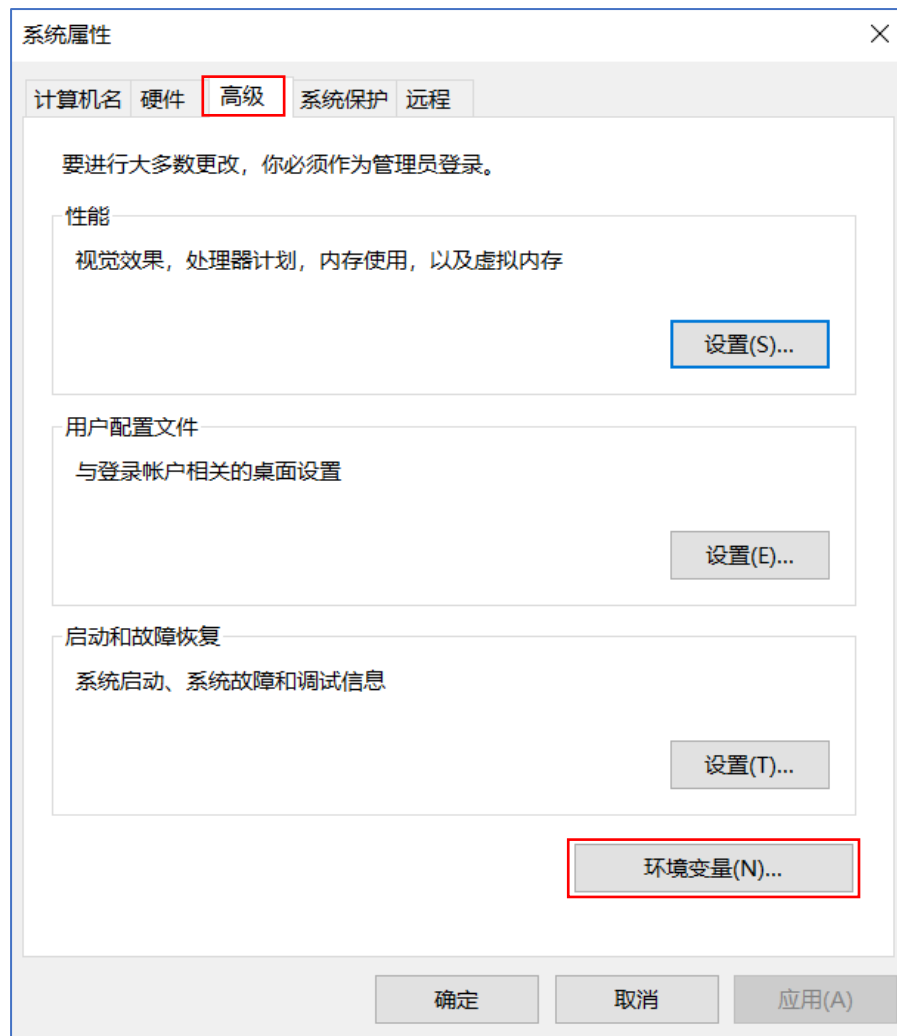 系统属性
计算机名 硬件 高级 系统保护 远程
要进行大多数更改，你必须作为管理员登录。
性能
视觉效果，处理器计划，内存使用，以及虚拟内存
设置(S)...
用户配置文件
与登录帐户相关的桌面设置
设置(E)...
启动和故障恢复
系统启动、系统故障和调试信息
设置(T)...
环境变量(N)...
确定 取消 应用(A)